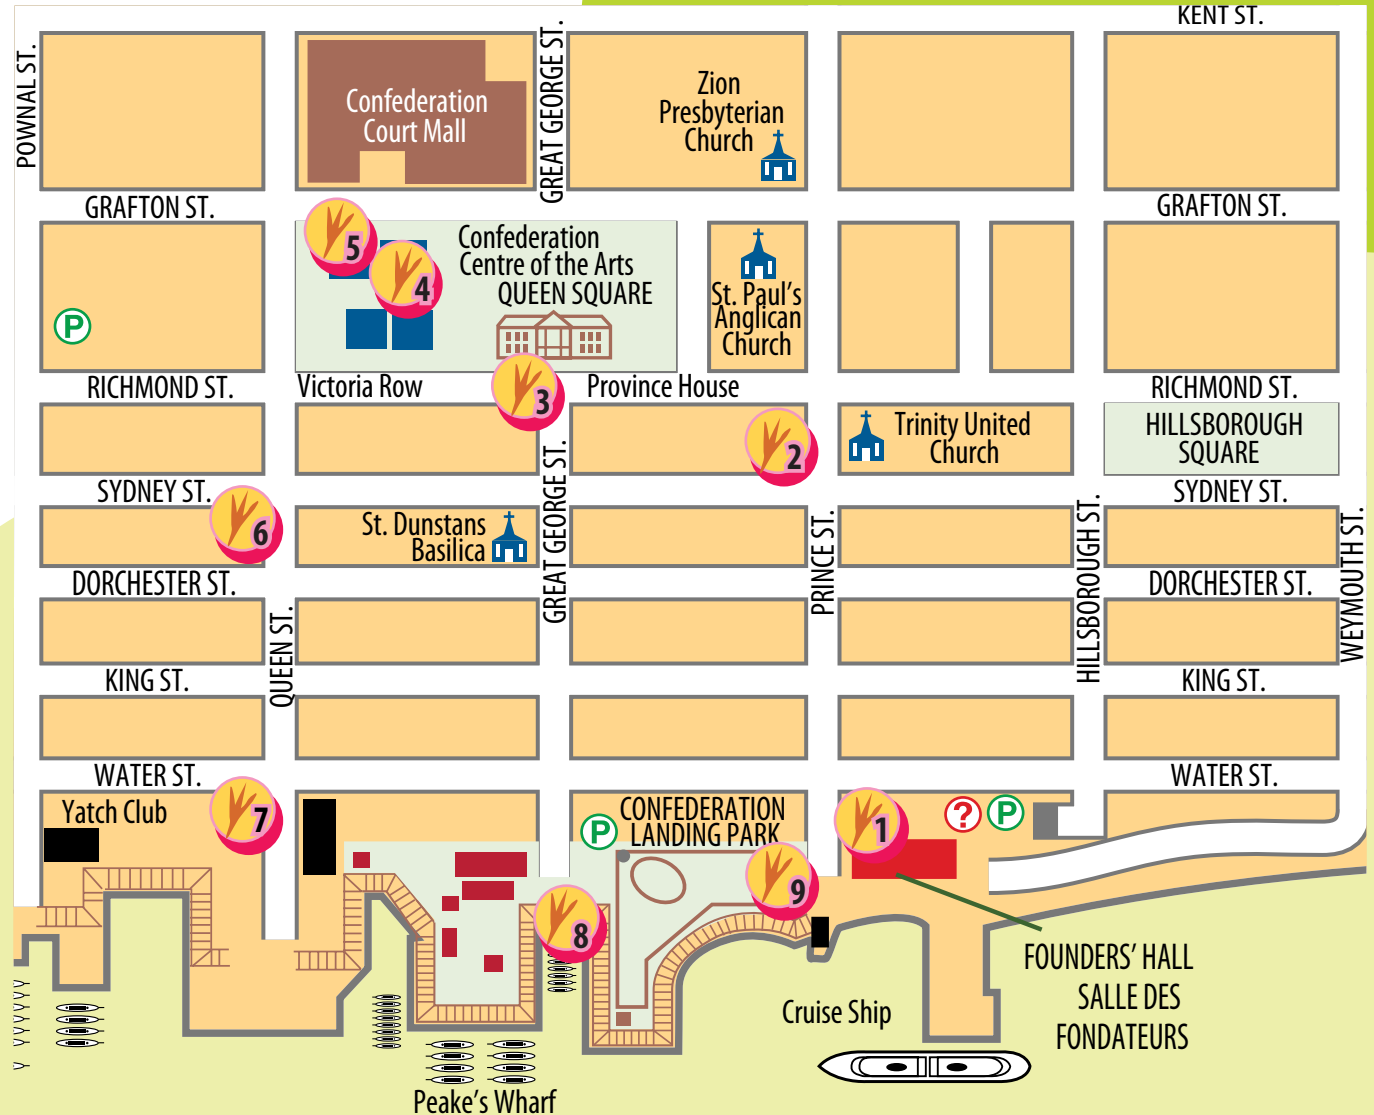 KENT ST.
POWNAL ST.
GREAT GEORGE ST.
Confederation
Court Mall
Zion
Presbyterian
Church
GRAFTON ST.
GRAFTON ST.
5
4
Confederation
Centre of the Arts
QUEEN SQUARE
St. Paul's
Anglican
Church
P
RICHMOND ST.
Victoria Row
3
Province House
RICHMOND ST.
2
Trinity United
Church
HILLSBOROUGH
SQUARE
SYDNEY ST.
SYDNEY ST.
6
St. Dunstans
Basilica
GREAT GEORGE ST.
PRINCE ST.
HILLSBOROUGH ST.
WEYMOUTH ST.
DORCHESTER ST.
DORCHESTER ST.
QUEEN ST.
KING ST.
KING ST.
WATER ST.
WATER ST.
Yatch Club
7
P
CONFEDERATION
LANDING PARK
1
?
P
9
8
FOUNDERS' HALL
SALLE DES
FONDATEURS
Cruise Ship
Peake's Wharf